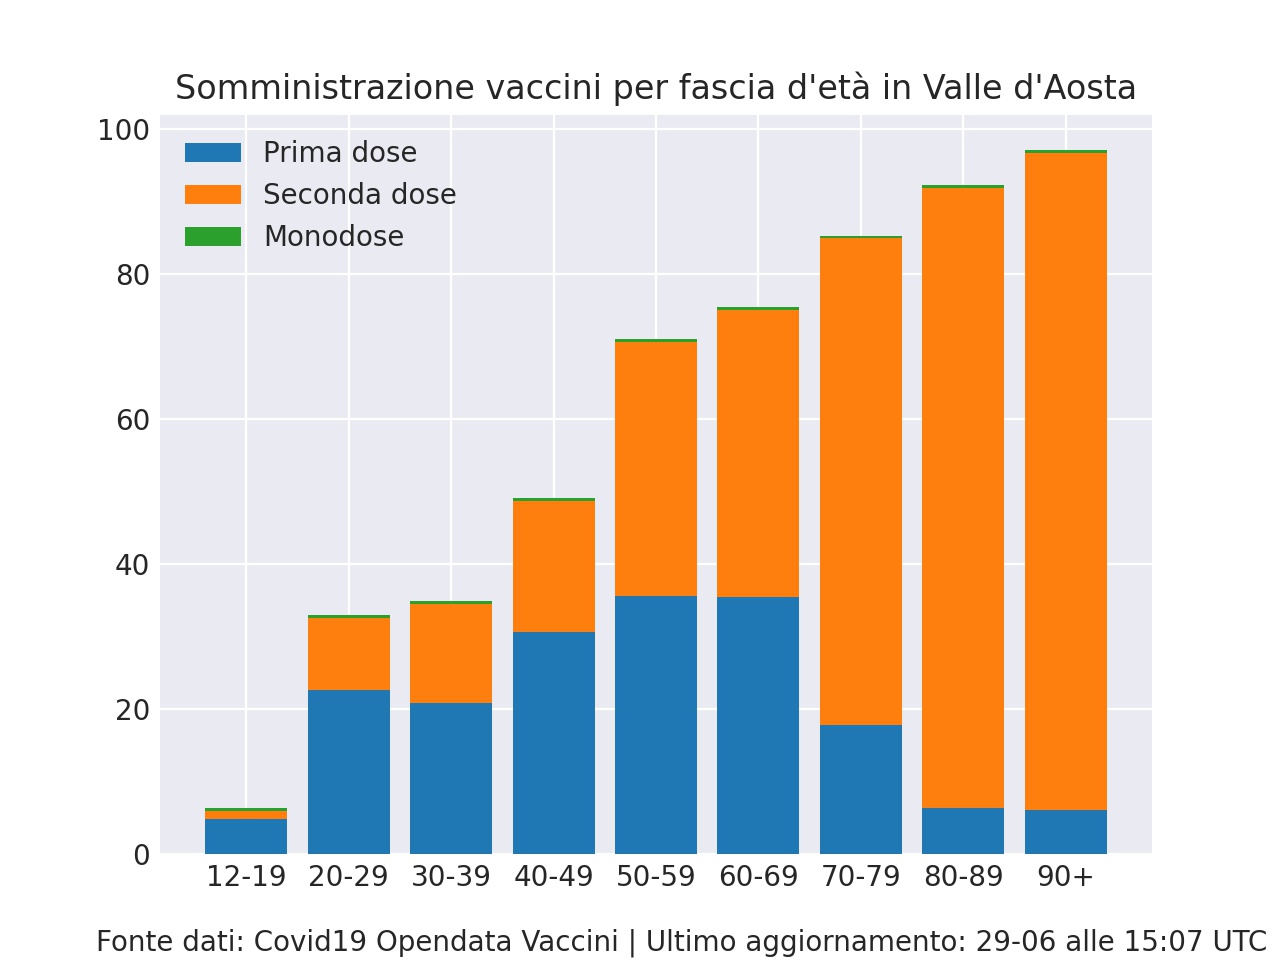 Somministrazione vaccini per fascia d'età in Valle d'Aosta
100
80
60
40
20
0
Prima dose
Seconda dose
Monodose
12-19 20-29 30-39 40-49 50-59 60-69 70-79 80-89 90+
Fonte dati: Covid19 Opendata Vaccini | Ultimo aggiornamento: 29-06 alle 15:07 UTC